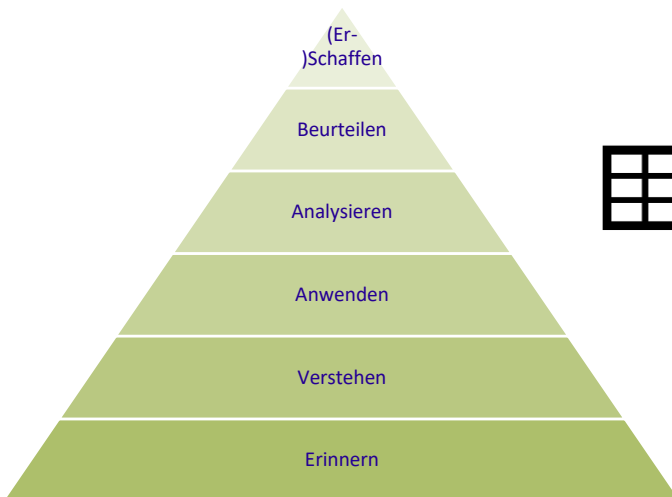 (Er-
)Schaffen
Beurteilen
Analysieren
Anwenden
Verstehen
Erinnern